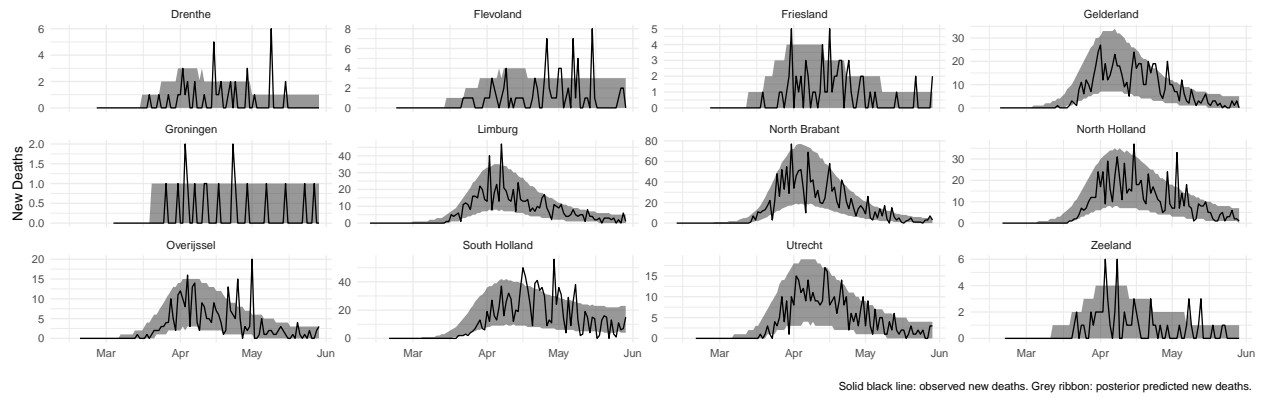 Drenthe Flevoland Friesland Gelderland
6 8 5 30
4 6 4 20
2 4 3 10
0 2 2 0
0 1
0
Groningen Limburg North Brabant North Holland
2.0 40 80 30
1.5 30 60 20
1.0 20 40 10
0.5 10 20 0
0.0 0 0
New Deaths
Overijssel South Holland Utrecht Zeeland
20 40 15 6
15 20 10 4
10 0 5 2
5 0 0
0
Mar Apr May Jun Mar Apr May Jun Mar Apr May Jun Mar Apr May Jun
Solid black line: observed new deaths. Grey ribbon: posterior predicted new deaths.